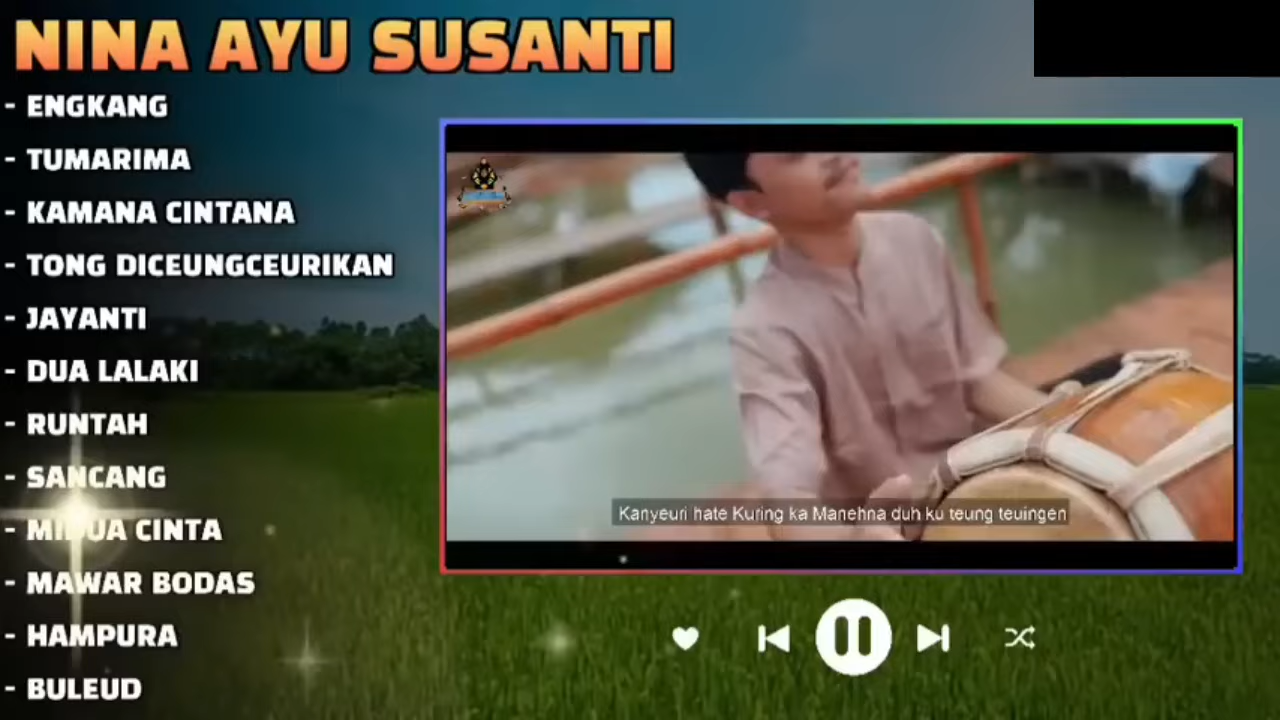 NINA AYU SUSANTI
- ENGKANG
- TUMARIMA
- KAMANA CINTANA
- TONG DICEUNGCEURIKAN
- JAYANTI
- DUA LALAKI
- RUNTAH
- SANCANG
- MIDUA CINTA
- MAWAR BODAS
- HAMPURA
- BULEUD
Kanyeuri hate Kuring ka Manehna duh ku teung teuingen